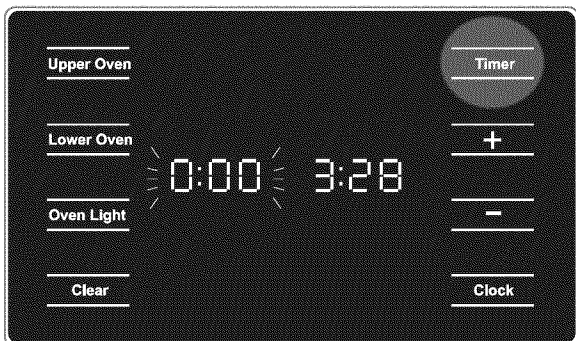 Upper Oven
Timer
Lower Oven
+
0:00 3:28
Oven Light
-
Clear
Clock